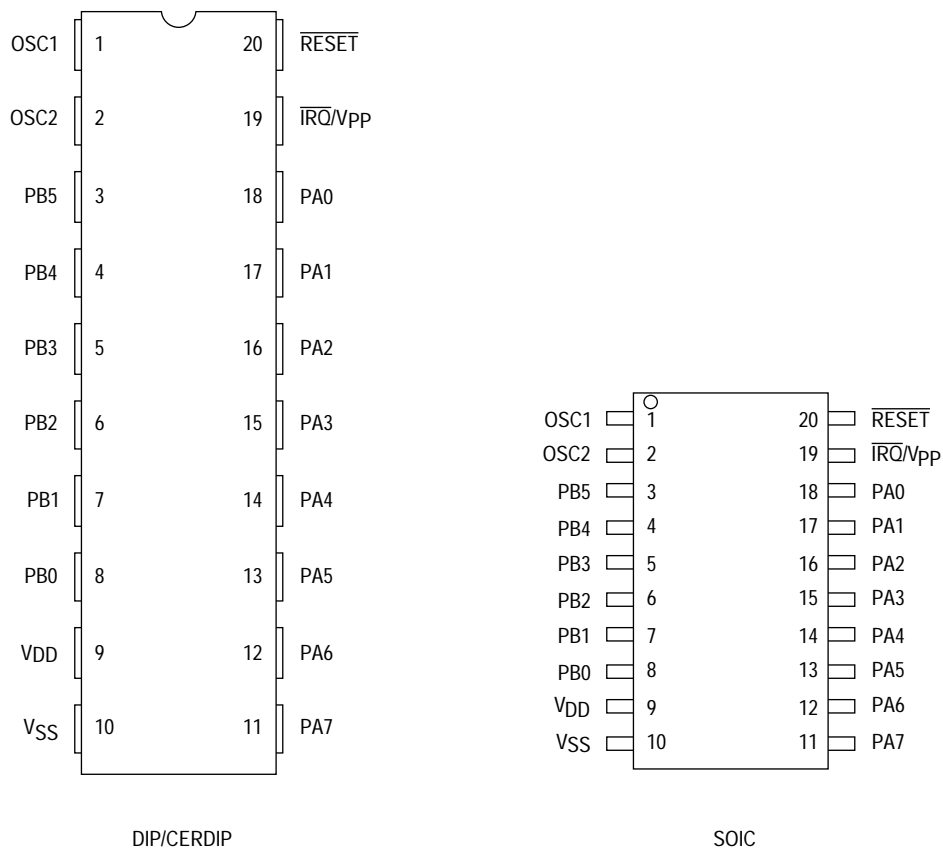 OSC1 1 20 RESET
OSC2 2 19 IRQ/VPP
PB5 3 18 PA0
PB4 4 17 PA1
PB3 5 16 PA2
PB2 6 15 PA3
PB1 7 14 PA4
PB0 8 13 PA5
VDD 9 12 PA6
VSS 10 11 PA7
DIP/CERDIP
OSC1 1 20 RESET
OSC2 2 19 IRQ/VPP
PB5 3 18 PA0
PB4 4 17 PA1
PB3 5 16 PA2
PB2 6 15 PA3
PB1 7 14 PA4
PB0 8 13 PA5
VDD 9 12 PA6
VSS 10 11 PA7
SOIC